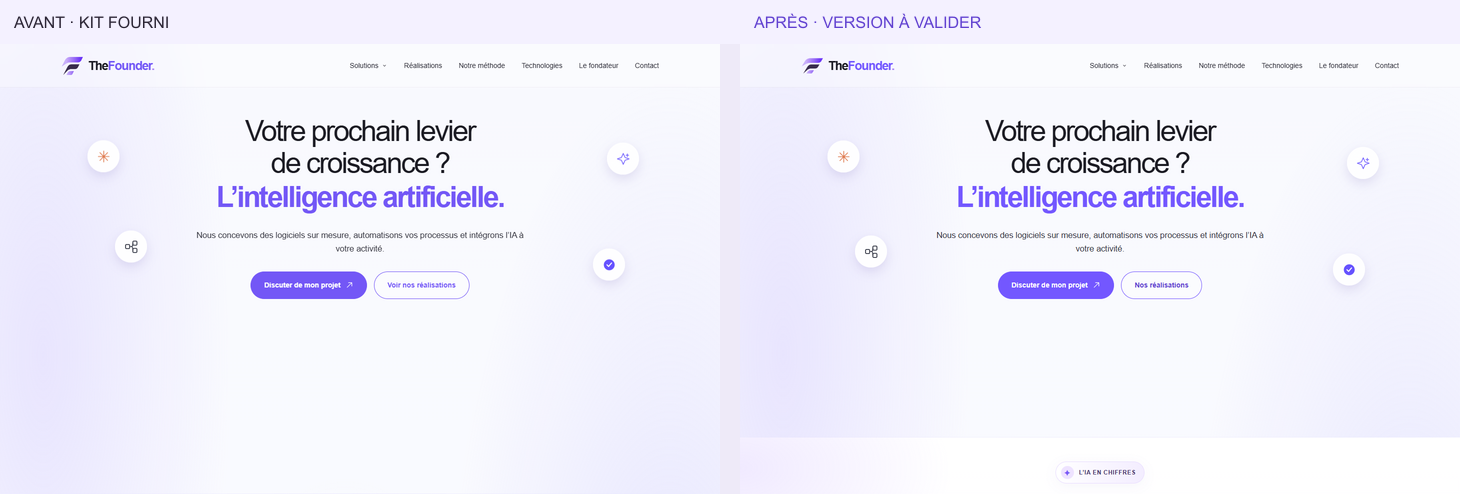 AVANT · KIT FOURNI
TheFounder.
Solutions
Réalisations
Notre méthode
Technologies
Le fondateur
Contact
Votre prochain levier
de croissance ?
L’intelligence artificielle.
Nous concevons des logiciels sur mesure, automatisons vos processus et intégrons l’IA à
votre activité.
Discuter de mon projet
Voir nos réalisations
APRÈS · VERSION À VALIDER
TheFounder.
Solutions
Réalisations
Notre méthode
Technologies
Le fondateur
Contact
Votre prochain levier
de croissance ?
L’intelligence artificielle.
Nous concevons des logiciels sur mesure, automatisons vos processus et intégrons l’IA à
votre activité.
Discuter de mon projet
Nos réalisations
L’IA EN CHIFFRES